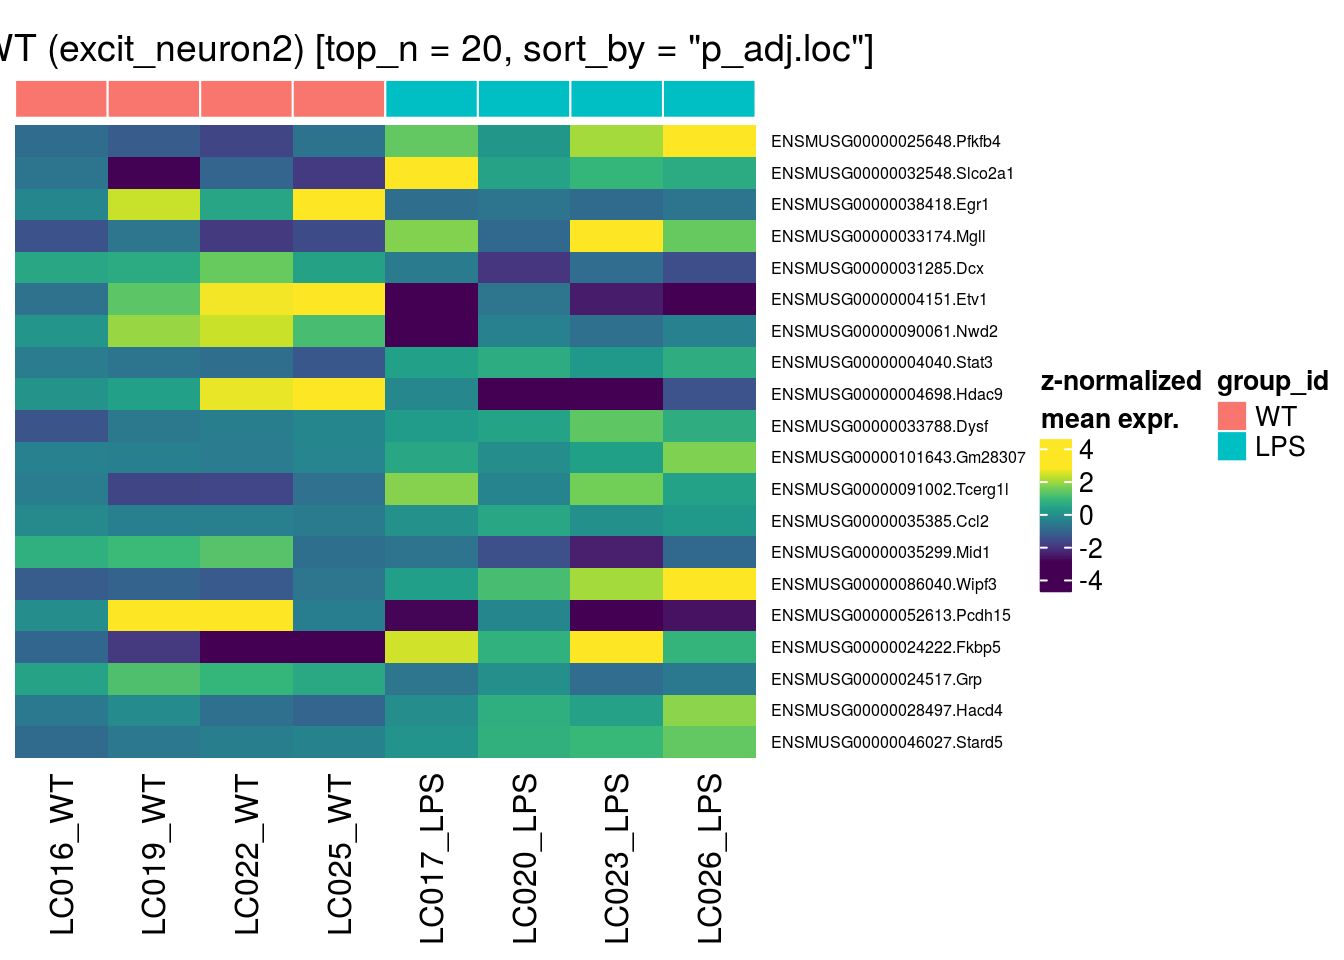 WT (excit_neuron2) [top_n = 20, sort_by = "p_adj.loc"]
ENSMUSG00000025648.Pfkfb4
ENSMUSG00000032548.Slco2a1
ENSMUSG00000038418.Egr1
ENSMUSG00000033174.Mgll
ENSMUSG00000031285.Dcx
ENSMUSG00000004151.Etv1
ENSMUSG00000090061.Nwd2
ENSMUSG00000004040.Stat3
ENSMUSG00000004698.Hdac9
ENSMUSG00000033788.Dysf
ENSMUSG00000101643.Gm28307
ENSMUSG00000091002.Tcerg1l
ENSMUSG00000035385.Ccl2
ENSMUSG00000035299.Mid1
ENSMUSG00000086040.Wipf3
ENSMUSG00000052613.Pcdh15
ENSMUSG00000024222.Fkbp5
ENSMUSG00000024517.Grp
ENSMUSG00000028497.Hacd4
ENSMUSG00000046027.Stard5
LC016_WT
LC019_WT
LC022_WT
LC025_WT
LC017_LPS
LC020_LPS
LC023_LPS
LC026_LPS
z-normalized
mean expr.
4
2
0
-2
-4
group_id
WT
LPS